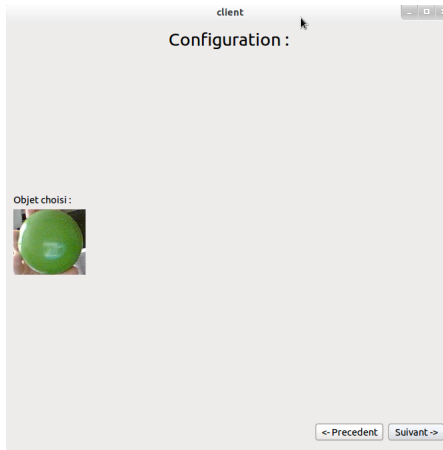 client
Configuration :
Objet choisi :
<- Precedent
Suivant ->